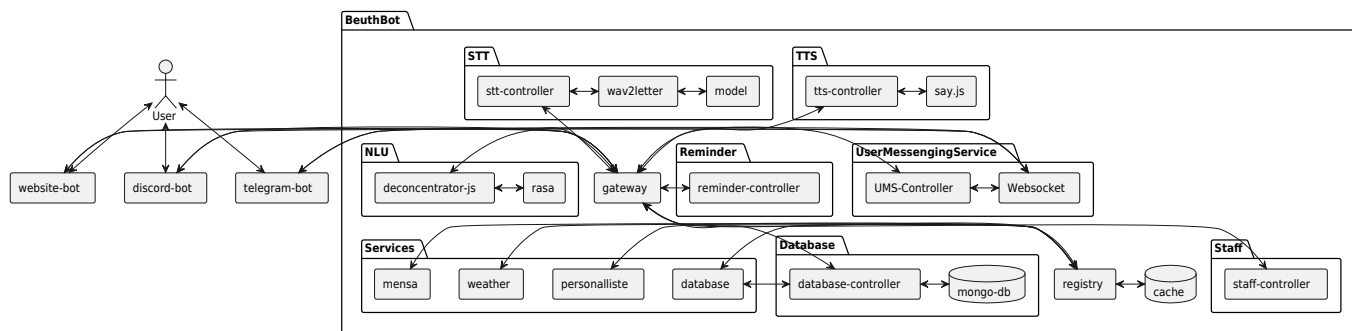 BeuthBot
STT
TTS
stt-controller
wav2letter
model
tts-controller
say.js
User
NLU
Reminder
UserMessengingService
website-bot
discord-bot
telegram-bot
deconcentrator-js
rasa
gateway
reminder-controller
UMS-Controller
Websocket
Services
Database
Staff
mensa
weather
personalliste
database
database-controller
mongo-db
registry
cache
staff-controller